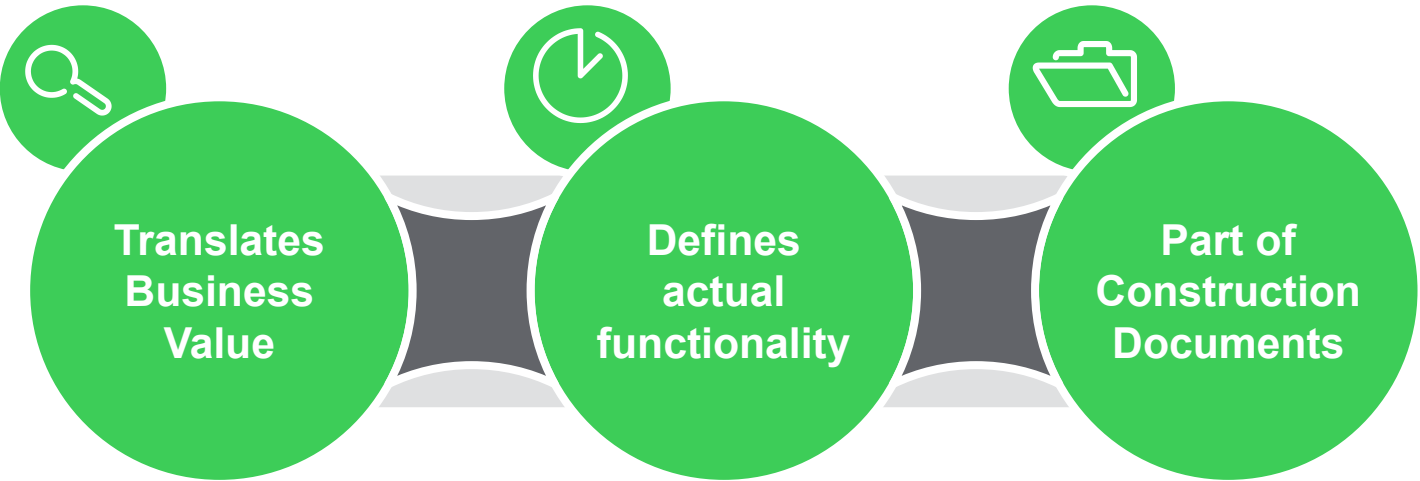 Translates
Business
Value
Defines
actual
functionality
Part of
Construction
Documents